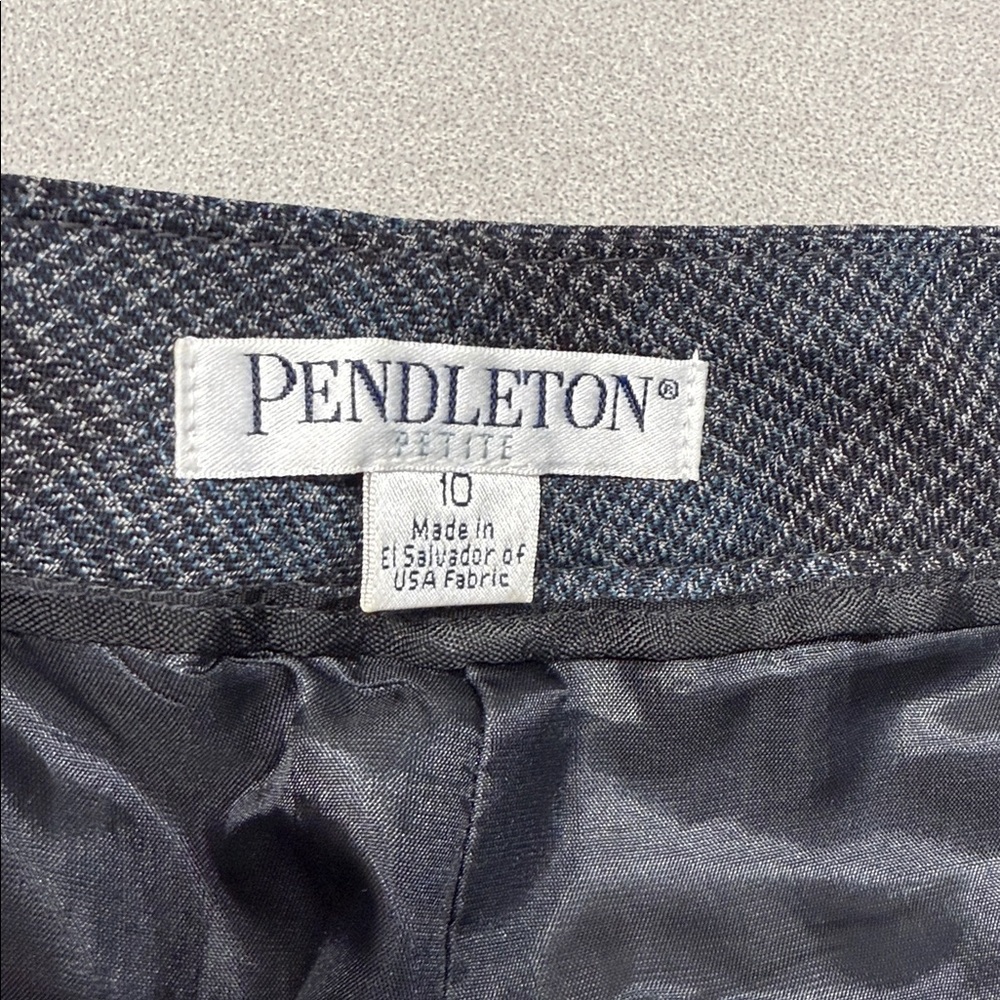 PENDLETON®
PETITE
10
Made in
El Salvador of
USA Fabric